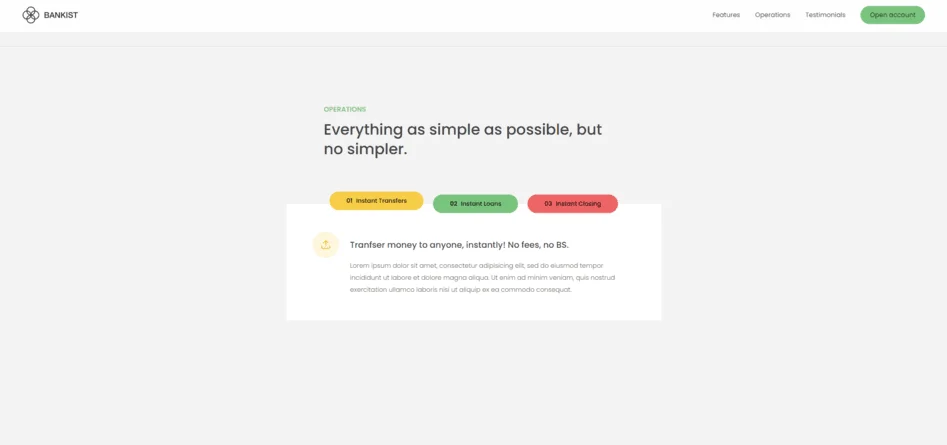 BANKIST
Features Operations Testimonials Open account
OPERATIONS
Everything as simple as possible, but
no simpler.
01 Instant Transfers 02 Instant Loans 03 Instant Closing
Tranfser money to anyone, instantly! No fees, no BS.
Lorem ipsum dolor sit amet, consectetur adipisicing elit, sed do eiusmod tempor
incididunt ut labore et dolore magna aliqua. Ut enim ad minim veniam, quis nostrud
exercitation ullamco laboris nisi ut aliquip ex ea commodo consequat.